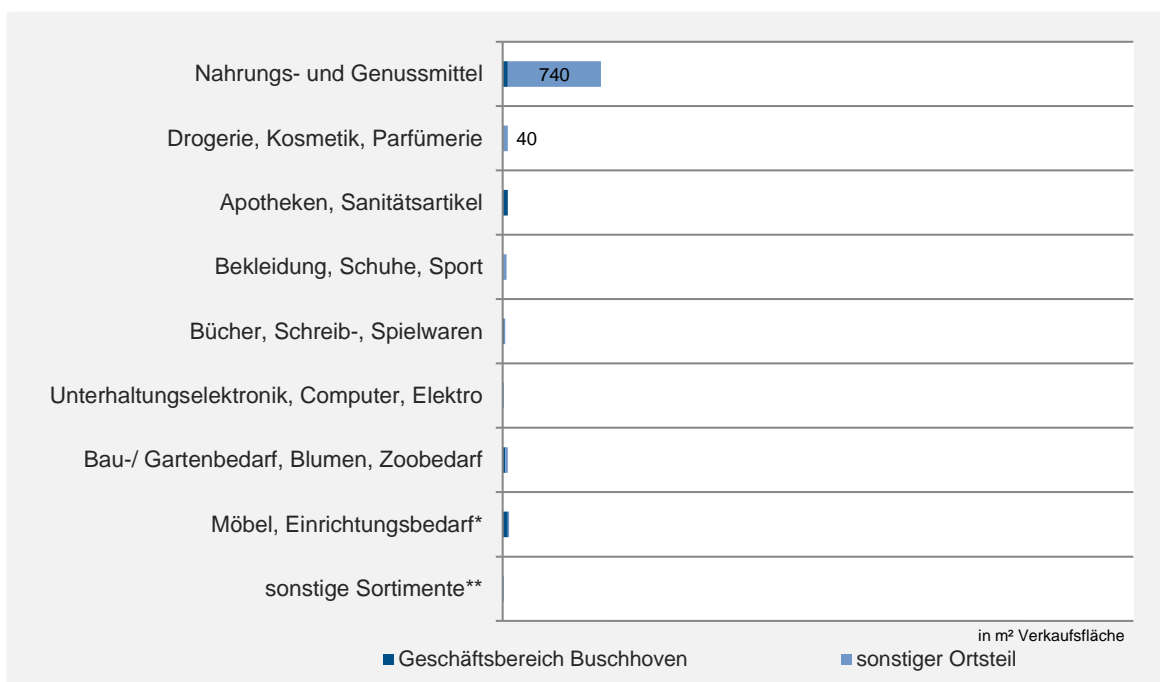 Nahrungs- und Genussmittel
740
Drogerie, Kosmetik, Parfümerie
40
Apotheken, Sanitätsartikel
Bekleidung, Schuhe, Sport
Bücher, Schreib-, Spielwaren
Unterhaltungselektronik, Computer, Elektro
Bau-/ Gartenbedarf, Blumen, Zoobedarf
Möbel, Einrichtungsbedarf*
sonstige Sortimente**
in m² Verkaufsfläche
Geschäftsbereich Buschhoven
sonstiger Ortsteil